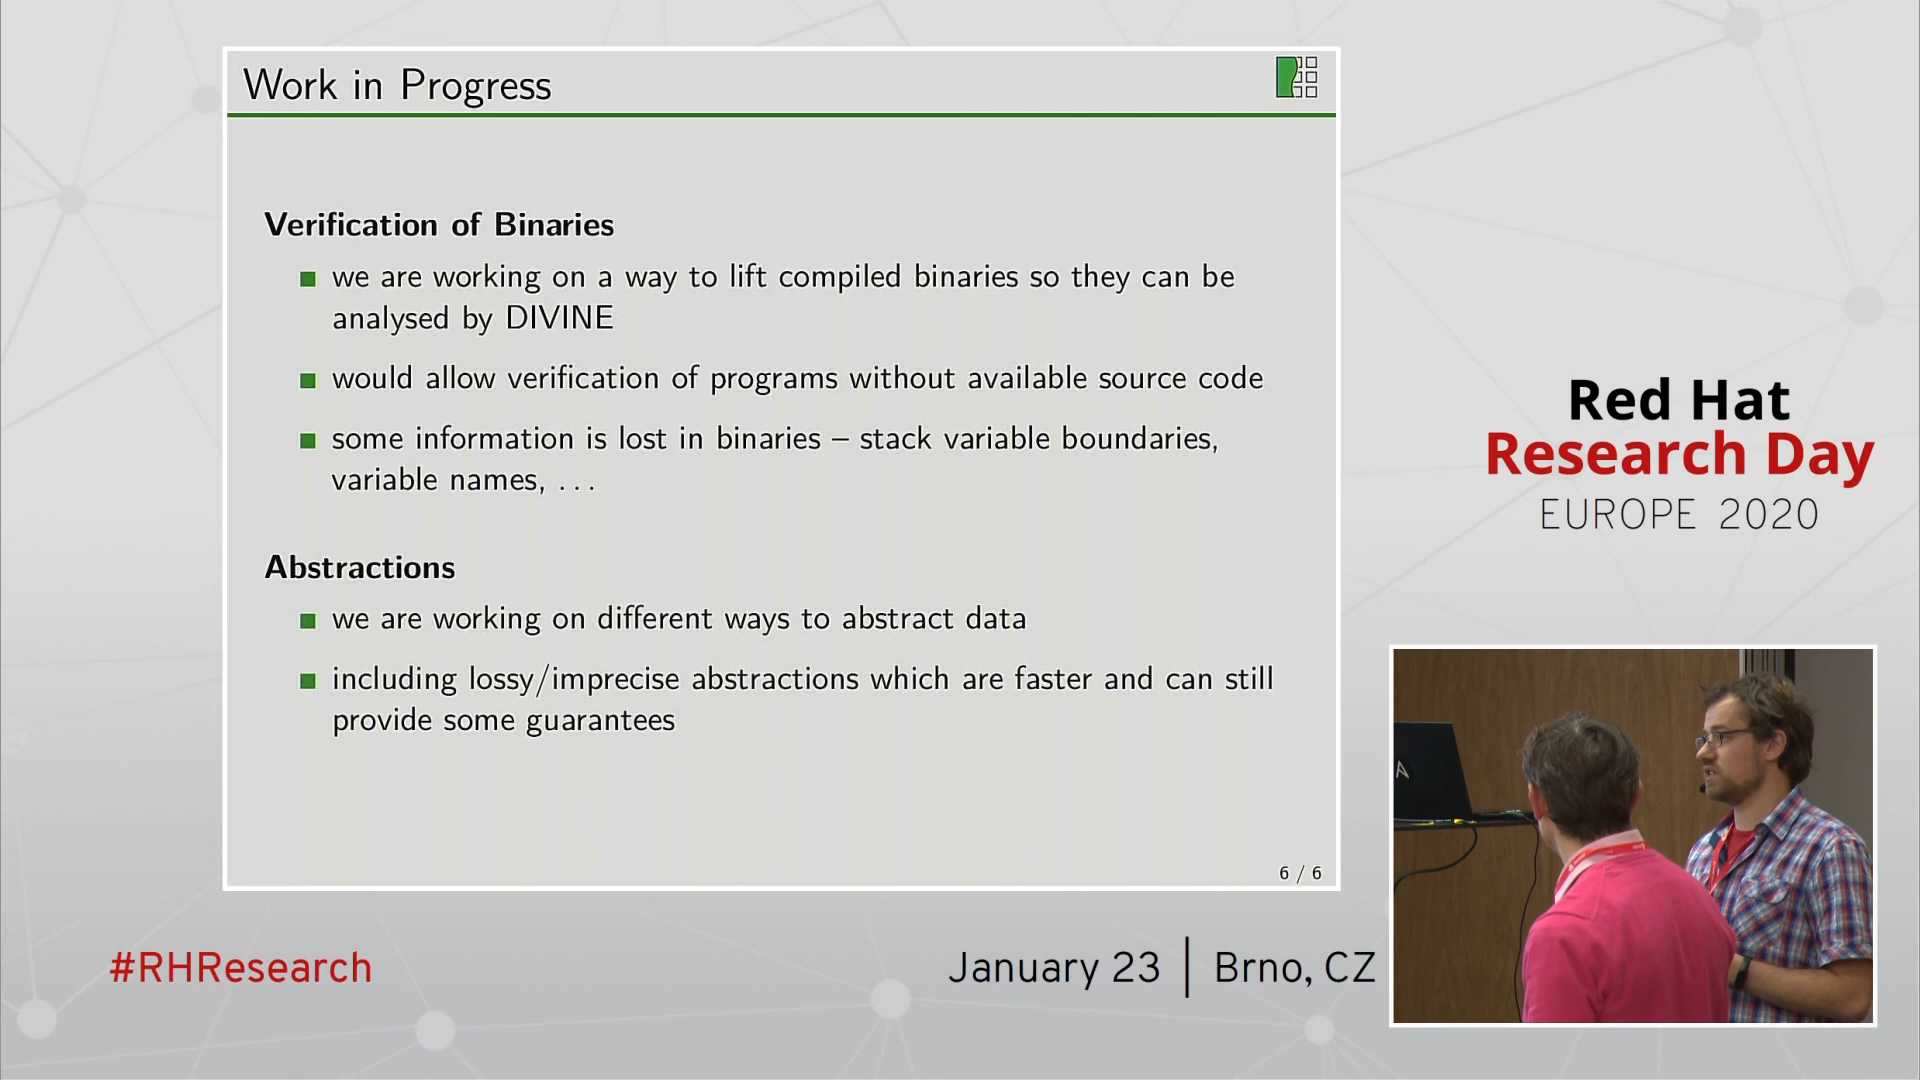 Work in Progress
Verification of Binaries
we are working on a way to lift compiled binaries so they can be
analysed by DIVINE
would allow verification of programs without available source code
some information is lost in binaries – stack variable boundaries,
variable names, . . .
Abstractions
we are working on different ways to abstract data
including lossy/imprecise abstractions which are faster and can still
provide some guarantees
6 / 6
Red Hat
Research Day
EUROPE 2020
#RHResearch
January 23 | Brno, CZ